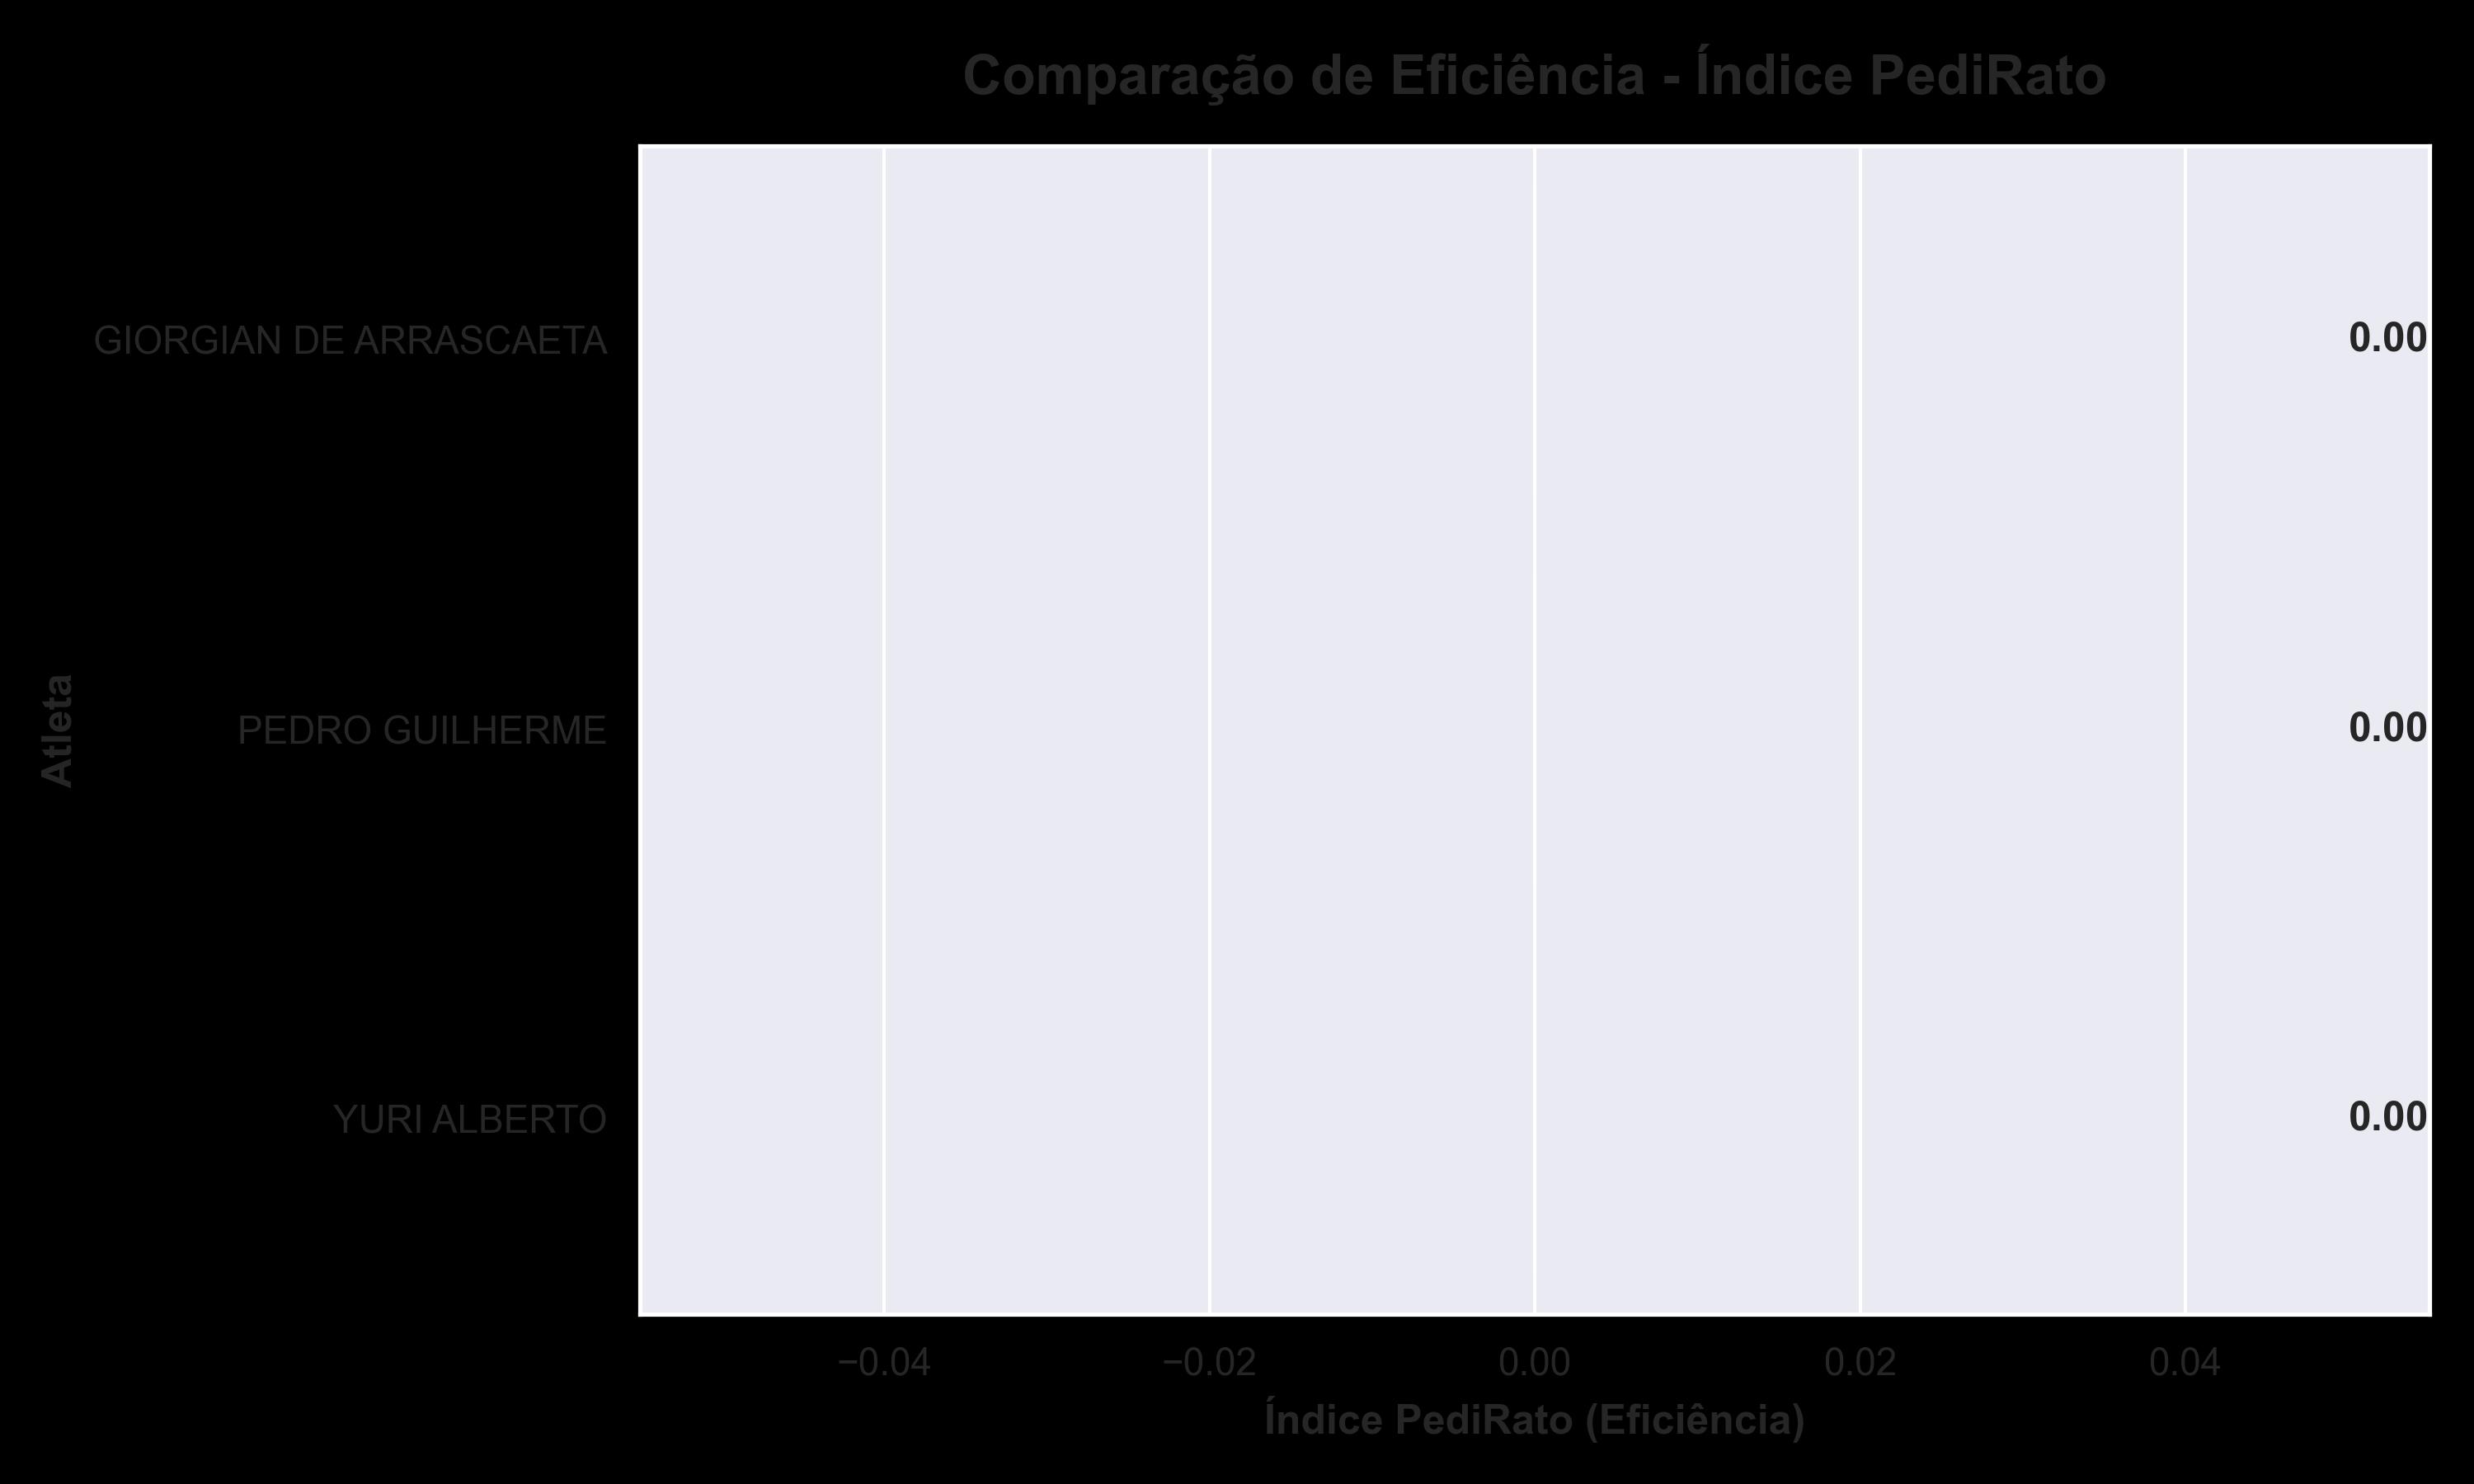 Comparação de Eficiência - Índice PediRato
GIORGIAN DE ARRASCAETA
0.00
PEDRO GUILHERME
0.00
YURI ALBERTO
0.00
Atleta
−0.04
−0.02
0.00
0.02
0.04
Índice PediRato (Eficiência)